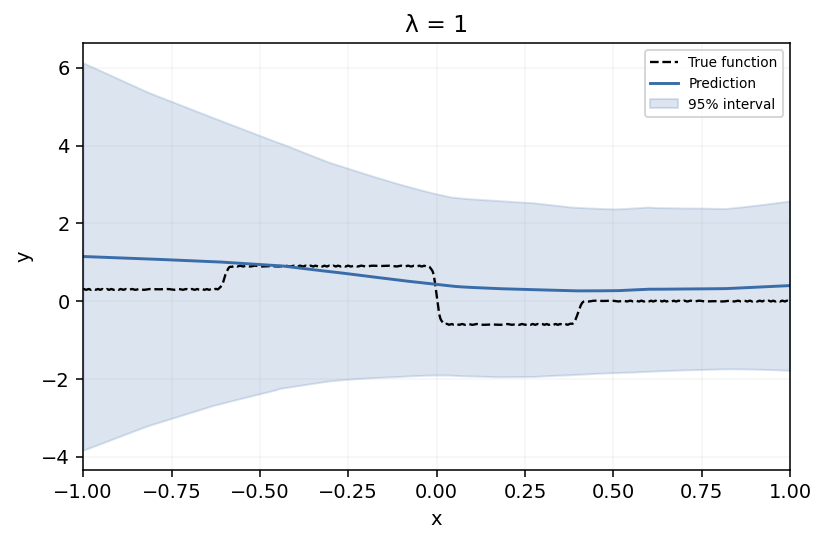 λ = 1
True function
Prediction
95% interval
y
6
4
2
0
−2
−4
−1.00 −0.75 −0.50 −0.25 0.00 0.25 0.50 0.75 1.00
x